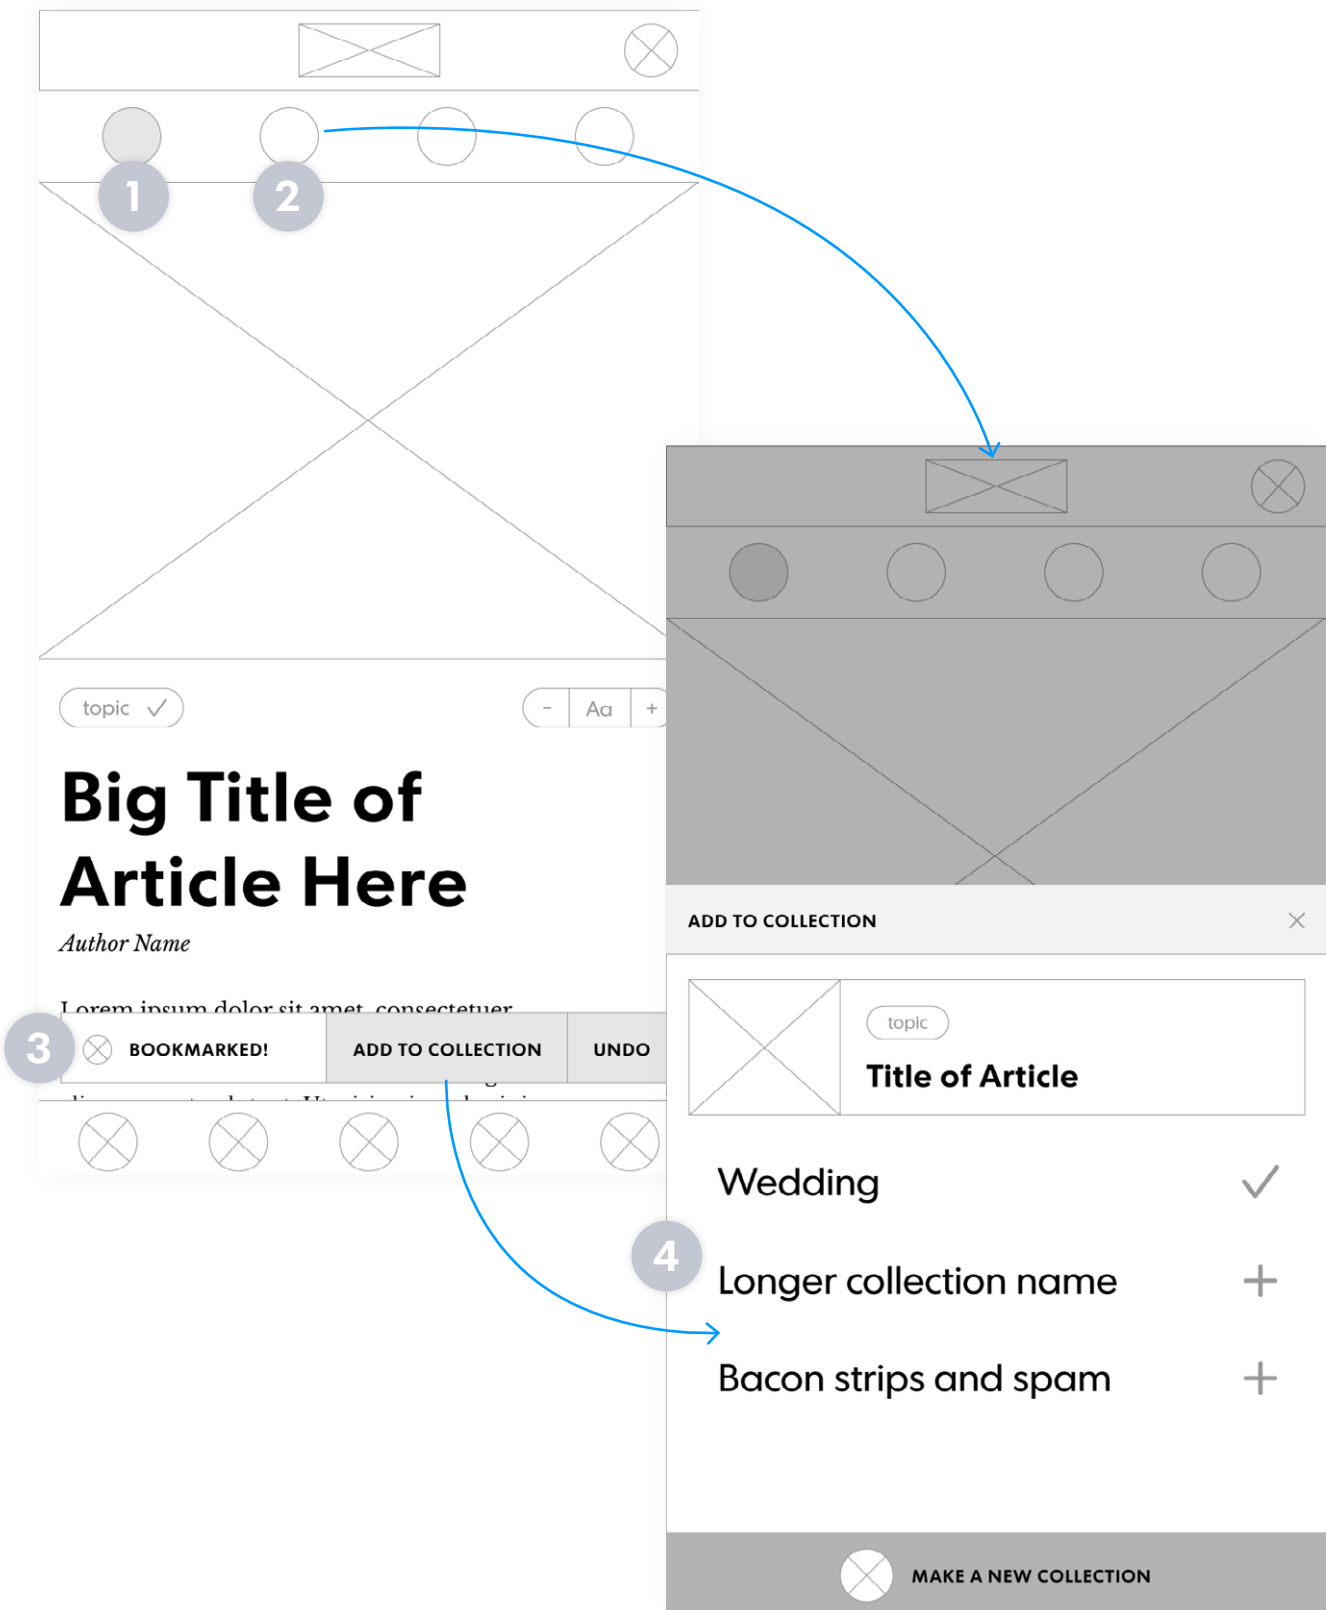 1
2
topic
- Aa +
Big Title of
Article Here
Author Name
Lorem ipsum dolor sit amet, consectetuer
3
BOOKMARKED!
ADD TO COLLECTION
UNDO
ADD TO COLLECTION
topic
Title of Article
Wedding
4
Longer collection name
Bacon strips and spam
MAKE A NEW COLLECTION